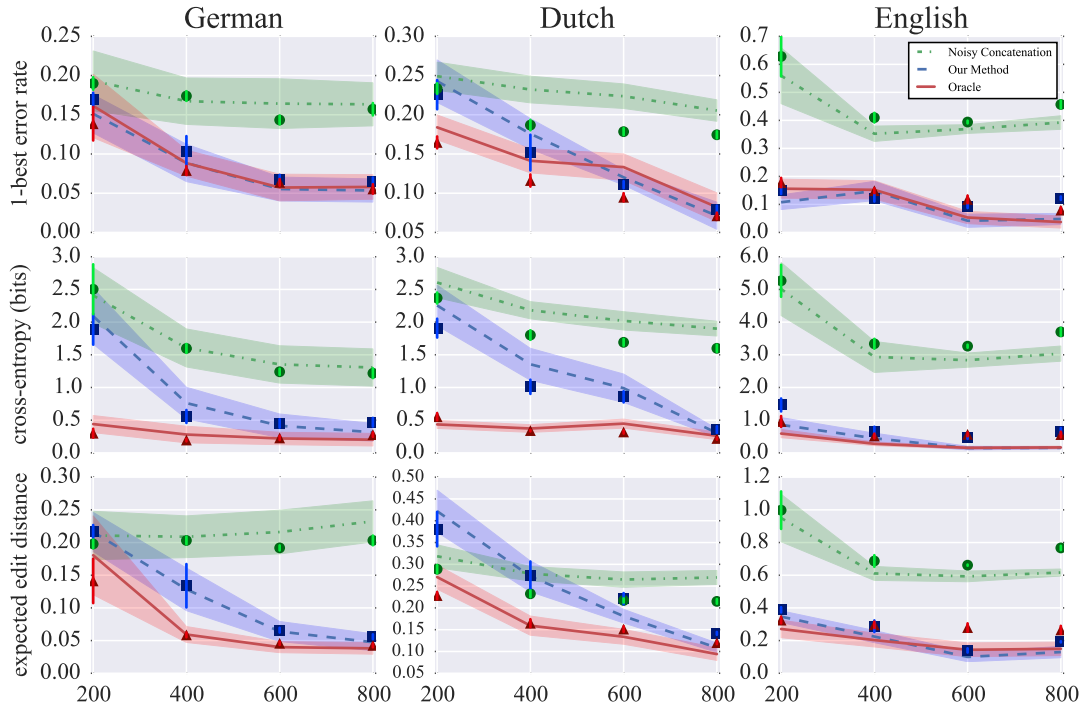 German Dutch English
1-best error rate
0.25 0.20 0.15 0.10 0.05 0.00
0.30 0.25 0.20 0.15 0.10 0.05
0.7 0.6 0.5 0.4 0.3 0.2 0.1 0.0
Noisy Concatenation
Our Method
Oracle
cross-entropy (bits)
3.0 2.5 2.0 1.5 1.0 0.5 0.0
3.0 2.5 2.0 1.5 1.0 0.5 0.0
6.0 5.0 4.0 3.0 2.0 1.0 0.0
expected edit distance
0.30 0.25 0.20 0.15 0.10 0.05 0.00
0.50 0.45 0.40 0.35 0.30 0.25 0.20 0.15 0.10 0.05
1.2 1.0 0.8 0.6 0.4 0.2 0.0
200 400 600 800 200 400 600 800 200 400 600 800